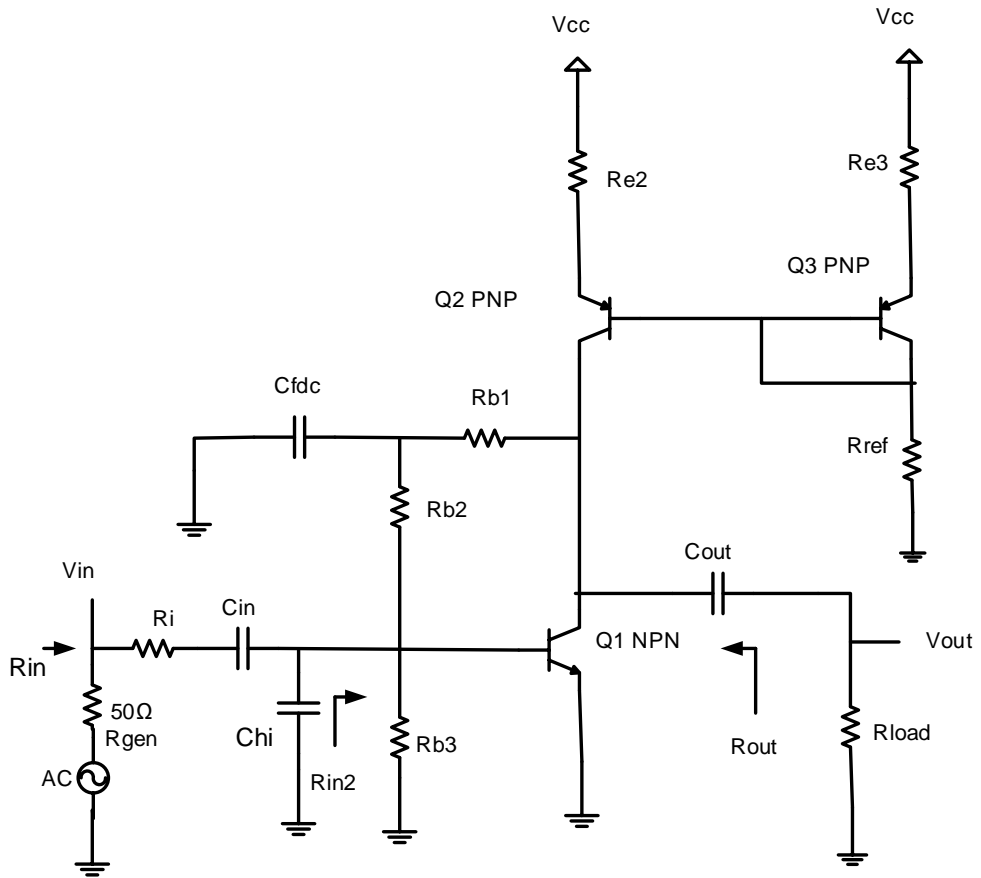 Vcc
Vcc
Re2
Re3
Q3 PNP
Q2 PNP
Cfdc
Rb1
Rref
Rb2
Cout
Vin
Ri
Cin
Q1 NPN
Vout
Rin
50Ω
Rgen
Chi
Rb3
Rout
Rload
AC
Rin2